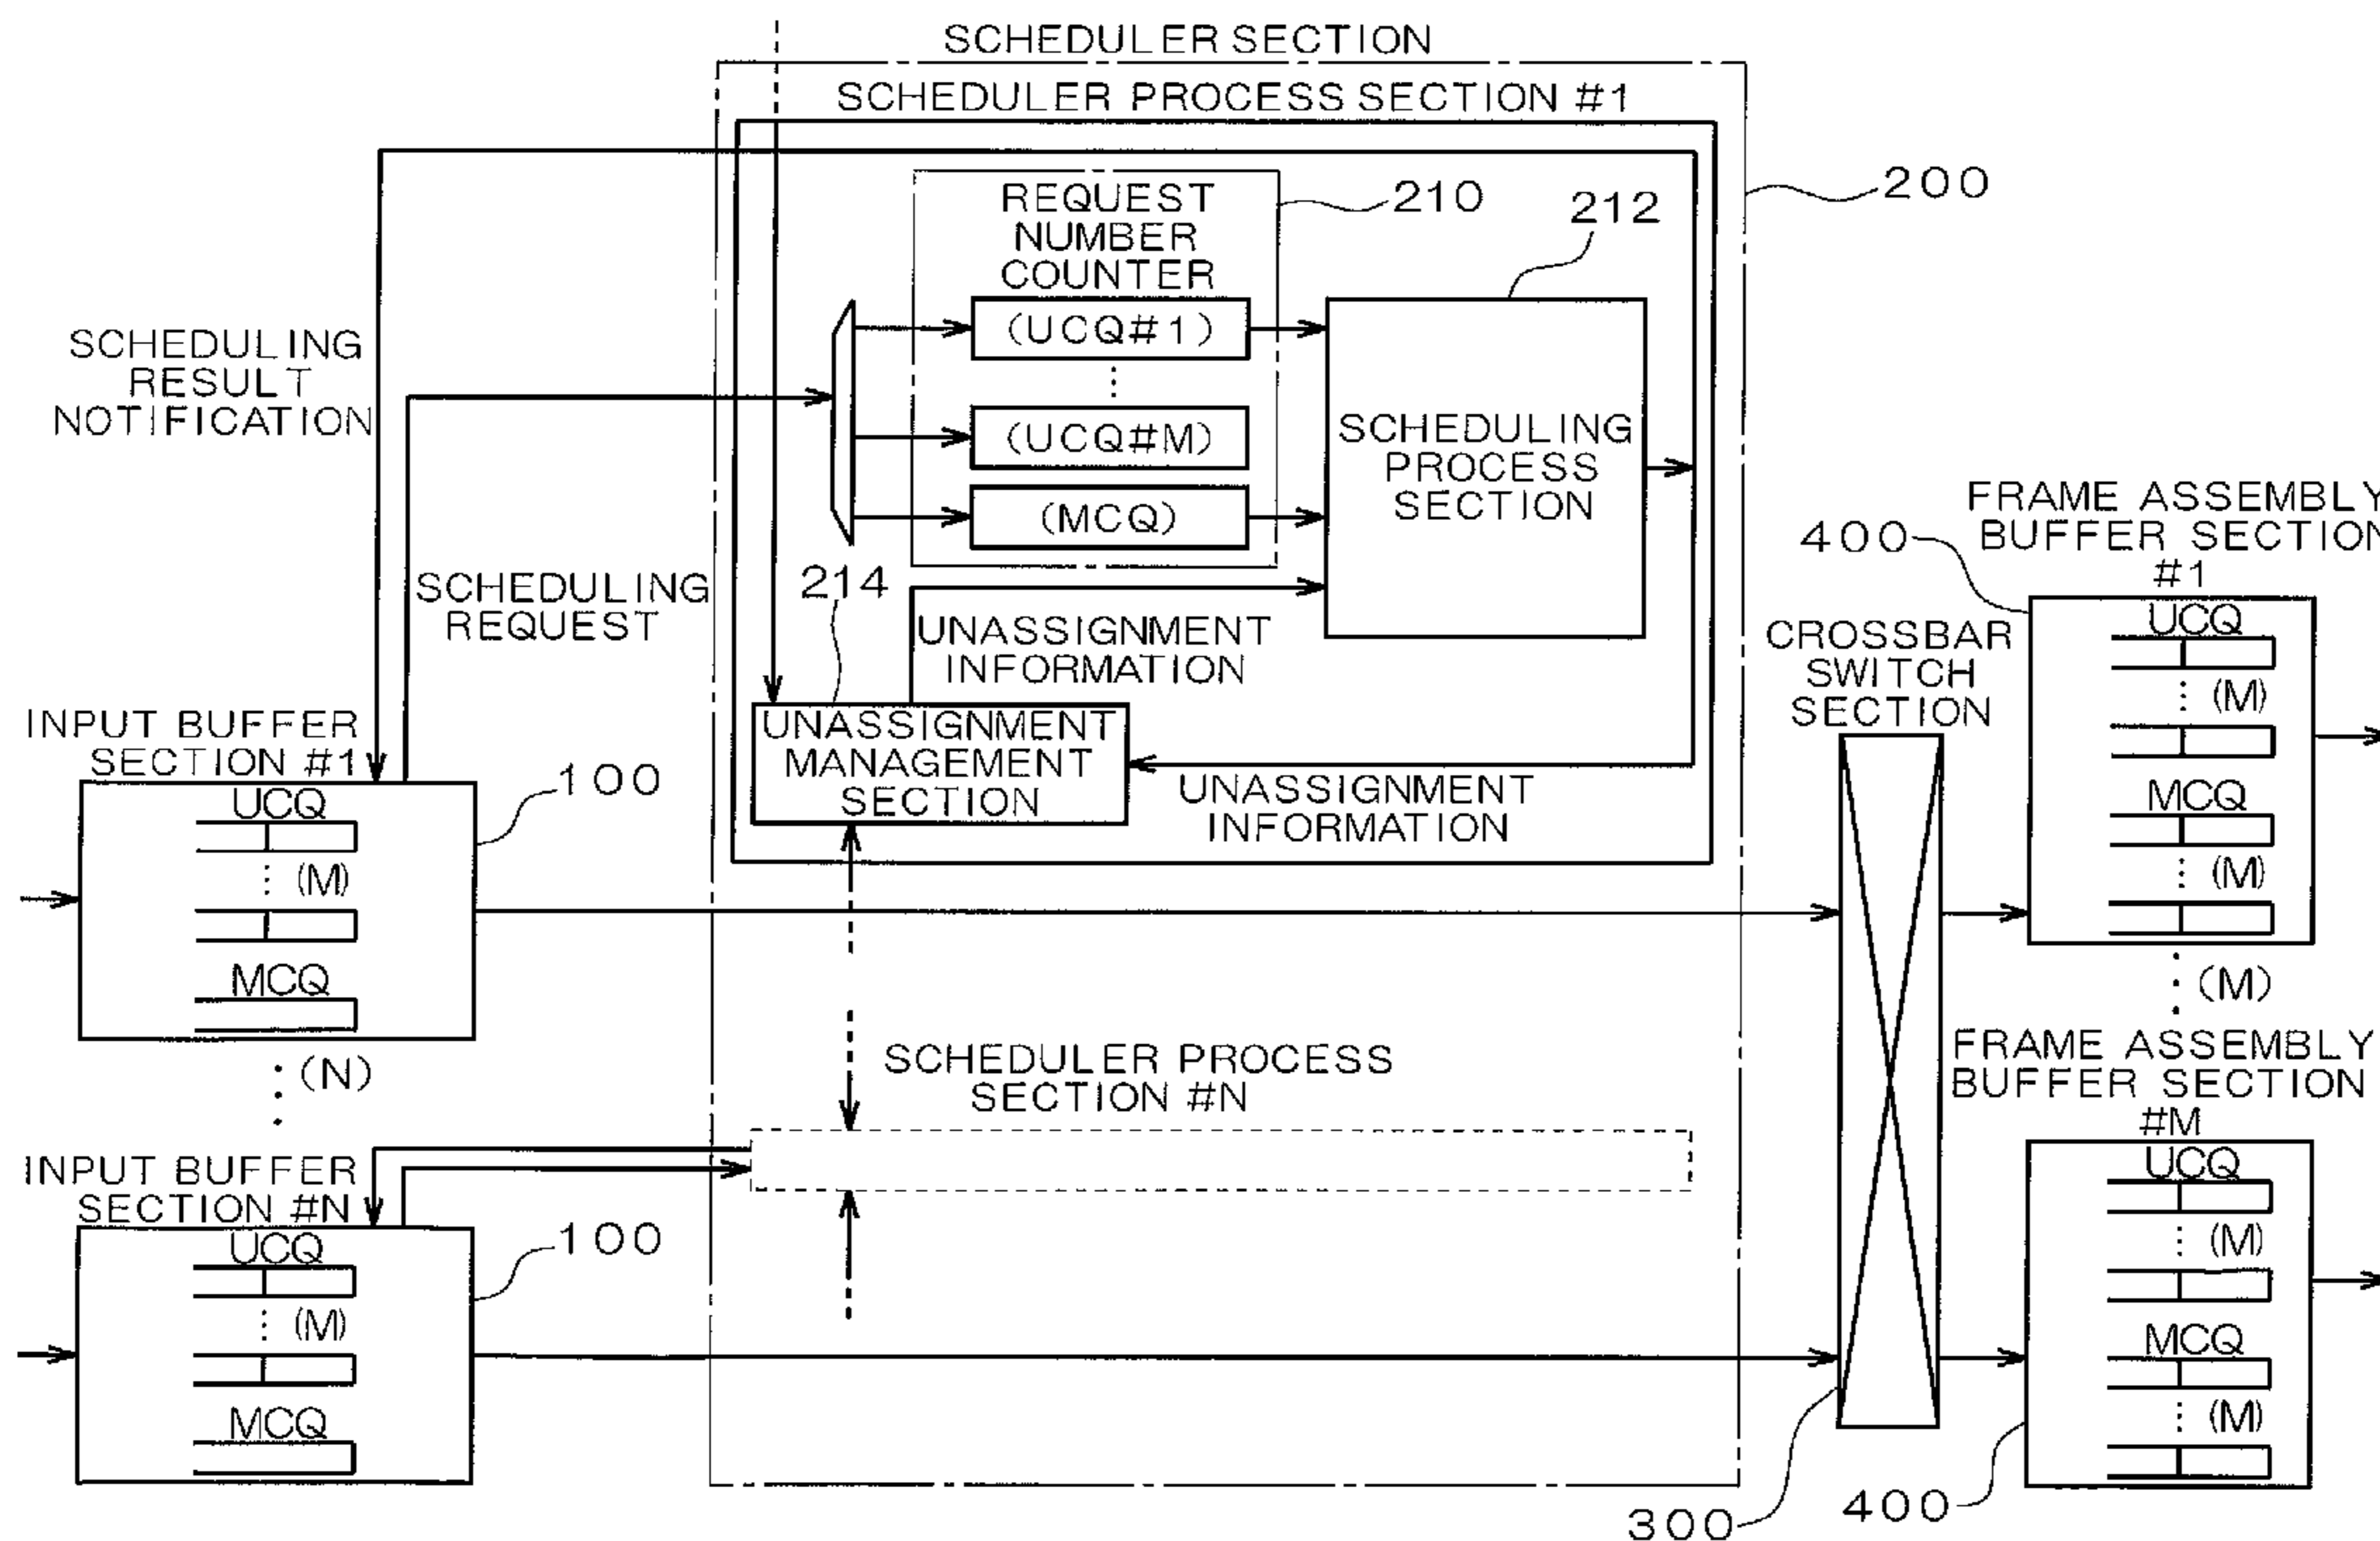 SCHEDULER SECTION
SCHEDULER PROCESS SECTION #1
REQUEST
NUMBER
COUNTER
210
212
200
(UCQ#1)
(UCQ#M)
(MCQ)
SCHEDULING
PROCESS
SECTION
SCHEDULING
RESULT
NOTIFICATION
SCHEDULING
REQUEST
214
UNASSIGNMENT
INFORMATION
UNASSIGNMENT
MANAGEMENT
SECTION
UNASSIGNMENT
INFORMATION
INPUT BUFFER
SECTION #1
100
UCQ
(M)
MCQ
(N)
INPUT BUFFER
SECTION #N
100
UCQ
(M)
MCQ
SCHEDULER PROCESS
SECTION #N
CROSSBAR
SWITCH
SECTION
300
FRAME ASSEMBLY
BUFFER SECTION
#1
400
UCQ
(M)
MCQ
(M)
(M)
FRAME ASSEMBLY
BUFFER SECTION
#M
UCQ
(M)
MCQ
(M)
400